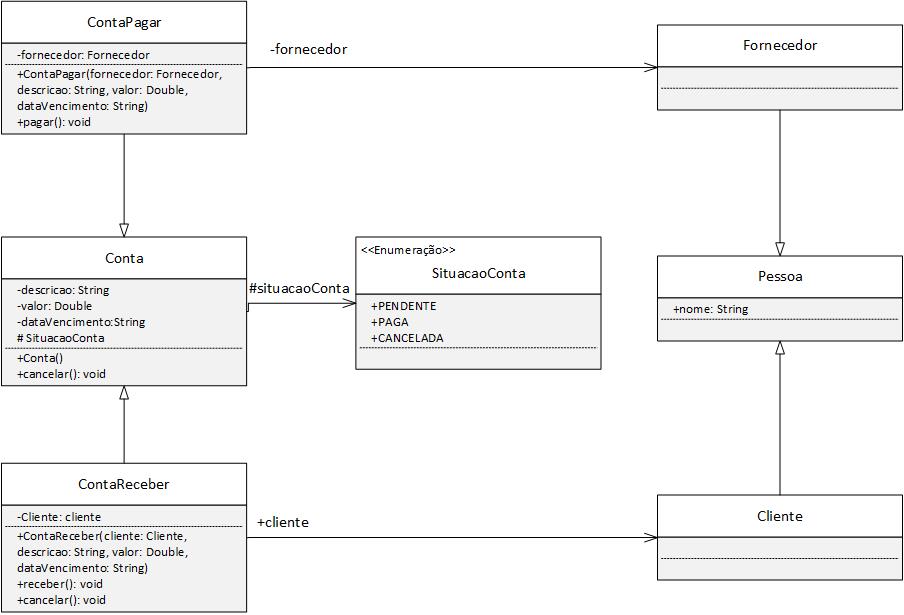 ContaPagar
-fornecedor: Fornecedor
+ContaPagar(fornecedor: Fornecedor,
descricao: String, valor: Double,
dataVencimento: String)
+pagar(): void
-fornecedor
Fornecedor
Conta
-descricao: String
-valor: Double
-dataVencimento:String
# SituacaoConta
+Conta()
+cancelar(): void
#situacaoConta
<<Enumeração>>
SituacaoConta
+PENDENTE
+PAGA
+CANCELADA
Pessoa
+nome: String
ContaReceber
-Cliente: cliente
+ContaReceber(cliente: Cliente,
descricao: String, valor: Double,
dataVencimento: String)
+receber(): void
+cancelar(): void
+cliente
Cliente